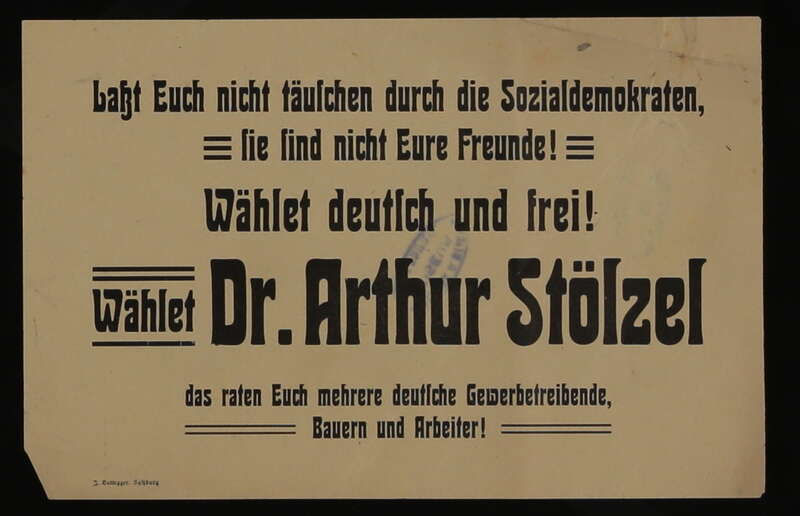 Laßt Euch nicht täuschen durch die Sozialdemokraten,
sie sind nicht Eure Freunde!
Wählet deutsch und frei!
Wählet Dr. Arthur Stölzel
das raten Euch mehrere deutsche Gewerbetreibende,
Bauern und Arbeiter!
Salzburg